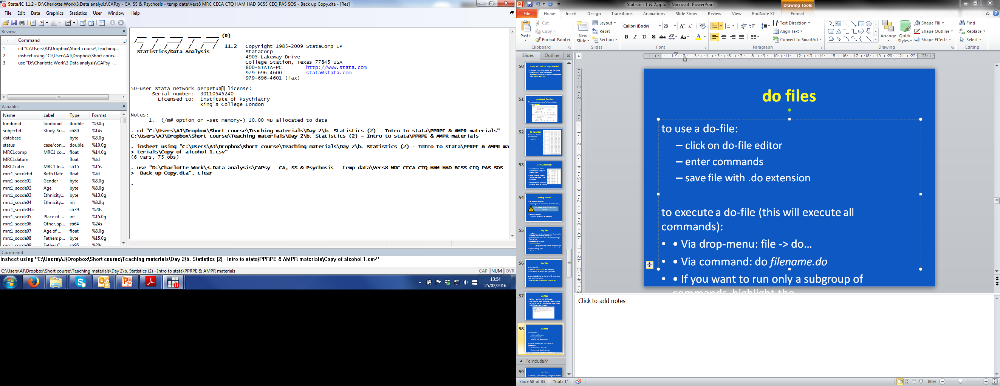 Stata/IC 11.2 - D:\Charlotte Work\3.Data analysis\CAPsy - CA, SS & Psychosis - temp data\Vers8 MRC CECA CTQ HAM HAD BCSS CEQ PAS SOS - Back up Copy.dta - [Res]
File Edit Data Graphics Statistics User Window Help
Review
Command
1 cd "C:\Users\AJ\Dropbox\Short course\Teaching...
2 insheet using "C:\Users\AJ\Dropbox\Short cours...
3 use "D:\Charlotte Work\3.Data analysis\CAPsy - ...
Variables
Name Label Type Format
londonid londonid double %9.0g
subjectid Study_Su... str80 %14s
database byte %8.0g
status case/con... double %10.0g
MRC1comp MRC1 co... float %14.0g
MRC1datum float %td
MRC1rater MRC1 In... str15 %15s
mrc1_socdebd Birth Date float %td
mrc1_socde01 Gender byte %8.0g
mrc1_socde02 Age byte %8.0g
mrc1_socde03 Ethnicity... byte %13.0g
mrc1_socde04 Ethnicity... int %8.0g
mrc1_socde04a str39 %20s
mrc1_socde05 Place of ... int %15.0g
mrc1_socde06 Other, sp... str64 %24s
mrc1_socde07 Age of ... float %8.0g
mrc1_socde08 Fathers p... byte %15.0g
mrc1_socde09 Father O... str95 %20s
STATA (R)
Statistics/Data Analysis
11.2 Copyright 1985-2009 StataCorp LP
StataCorp
4905 Lakeway Drive
College Station, Texas 77845 USA
800-STATA-PC http://www.stata.com
979-696-4600 stata@stata.com
979-696-4601 (fax)
50-user Stata network perpetual license:
Serial number: 30110545240
Licensed to: Institute of Psychiatry
King's College London
Notes:
1. (/m# option or -set memory-) 10.00 MB allocated to data
. cd "C:\Users\AJ\Dropbox\Short course\Teaching materials\Day 2\b. Statistics (2) - Intro to stata\PPRPE & AMPR materials"
C:\Users\AJ\Dropbox\Short course\Teaching materials\Day 2\b. Statistics (2) - Intro to stata\PPRPE & AMPR materials
. insheet using "C:\Users\AJ\Dropbox\Short course\Teaching materials\Day 2\b. Statistics (2) - Intro to stata\PPRPE & AMPR ma
> terials\Copy of alcohol-1.csv"
(6 vars, 75 obs)
. use "D:\Charlotte Work\3.Data analysis\CAPsy - CA, SS & Psychosis - temp data\Vers8 MRC CECA CTQ HAM HAD BCSS CEQ PAS SOS -
> Back up Copy.dta", clear
.
Command
insheet using "C:\Users\AJ\Dropbox\Short course\Teaching materials\Day 2\b. Statistics (2) - Intro to stata\PPRPE & AMPR materials\Copy of alcohol-1.csv"
C:\Users\AJ\Dropbox\Short course\Teaching materials\Day 2\b. Statistics (2) - Intro to stata\PPRPE & AMPR materials
CAP NUM OVR
13:54
25/02/2016
Statistics 1 & 2.pptx - Microsoft PowerPoint
Drawing Tools
File Home Insert Design Transitions Animations Slide Show Review View EndNote X7 Format
Paste Cut Copy Format Painter
Clipboard
New Slide Layout Reset Section
Slides
Calibri (Body) 28
Font
Text Direction Align Text Convert to SmartArt
Paragraph
Arrange Quick Styles Shape Fill Shape Outline Shape Effects
Drawing
Find Replace Select
Editing
Slides Outline
50
how can I look at my variables?
51
codebook function
52
list function
53
STATA formats
54
missing values
55
log files
56
log files
57
do files
58
do files
To include??
59
overview
do files
to use a do-file:
– click on do-file editor
– enter commands
– save file with .do extension
to execute a do-file (this will execute all
commands):
• • Via drop-menu: file -> do...
• • Via command: do filename.do
• • If you want to run only a subgroup of
commands, highlight the
Click to add notes
Slide 58 of 83 "Stats 1" 80%